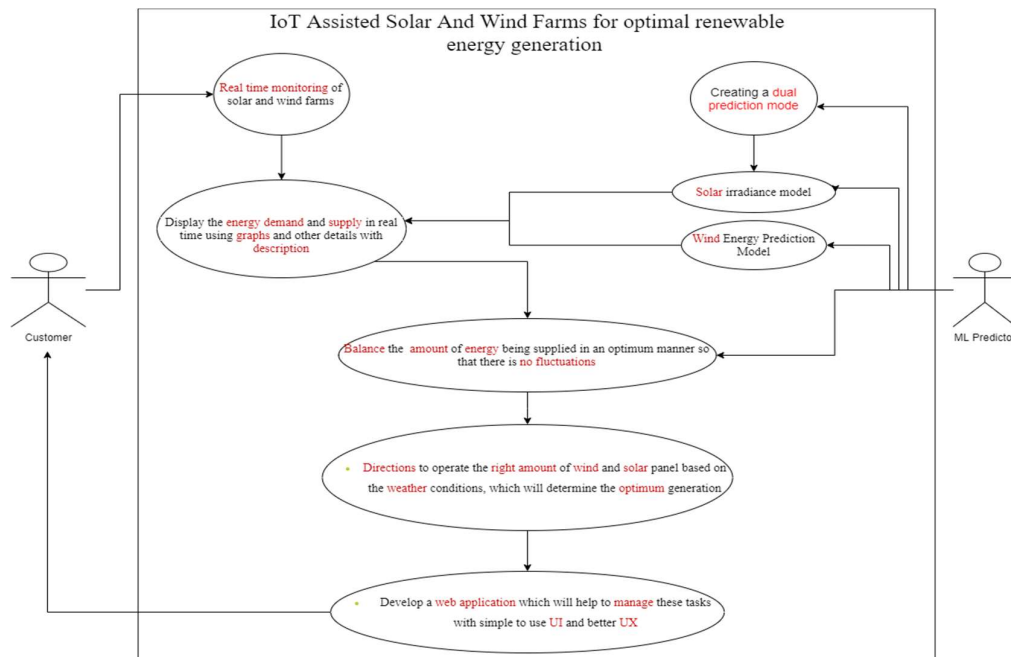 IoT Assisted Solar And Wind Farms for optimal renewable
energy generation
Real time monitoring of
solar and wind farms
Creating a dual
prediction mode
Solar irradiance model
Display the energy demand and supply in real
time using graphs and other details with
description
Wind Energy Prediction
Model
Customer
ML Predicto
Balance the amount of energy being supplied in an optimum manner so
that there is no fluctuations
Directions to operate the right amount of wind and solar panel based on
the weather conditions, which will determine the optimum generation
Develop a web application which will help to manage these tasks
with simple to use UI and better UX